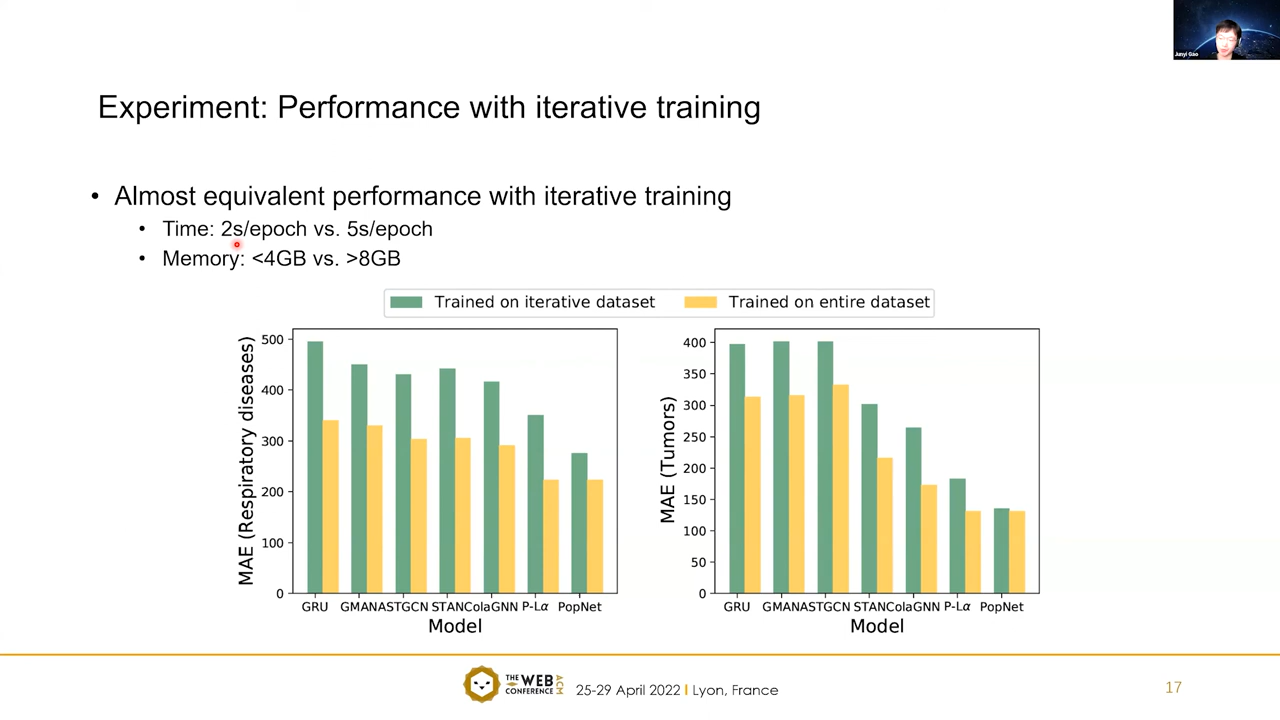 Junyi Gao
Experiment: Performance with iterative training
• Almost equivalent performance with iterative training
• Time: 2s/epoch vs. 5s/epoch
• Memory: <4GB vs. >8GB
Trained on iterative dataset
Trained on entire dataset
MAE (Respiratory diseases)
500
400
300
200
100
0
GRU GMAN ASTGCN STAN ColaGNN P-Lα PopNet
Model
MAE (Tumors)
400
350
300
250
200
150
100
50
0
GRU GMAN ASTGCN STAN ColaGNN P-Lα PopNet
Model
THE WEB CONFERENCE ACM
25-29 April 2022 | Lyon, France
17